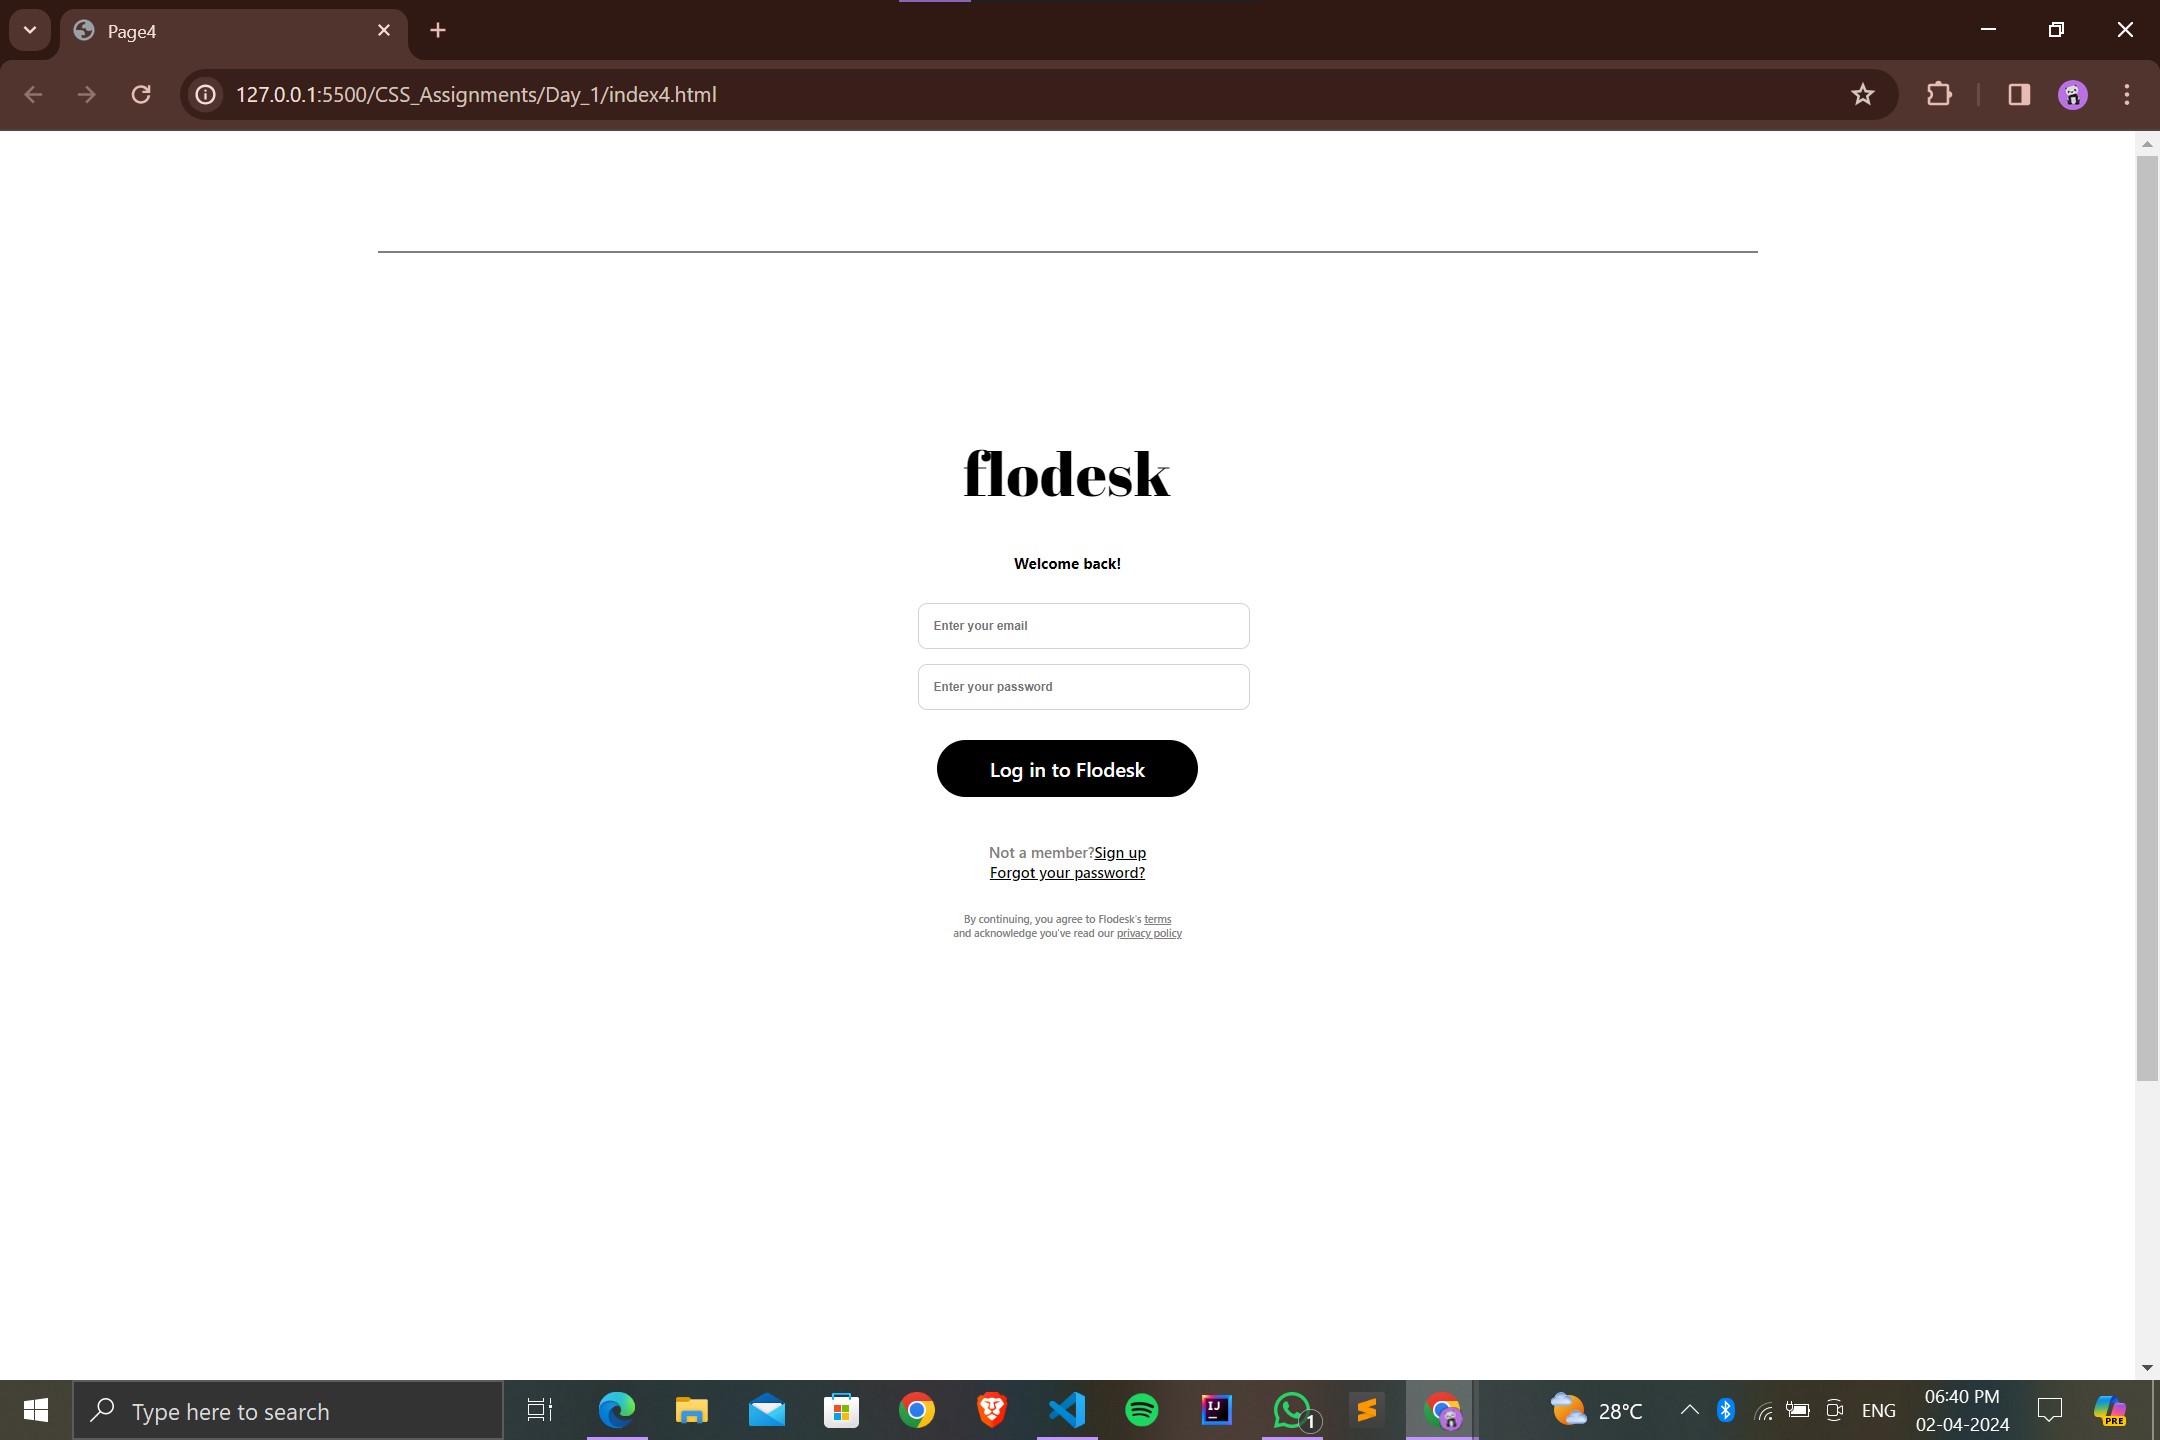 Page4
127.0.0.1:5500/CSS_Assignments/Day_1/index4.html
flodesk
Welcome back!
Enter your email
Enter your password
Log in to Flodesk
Not a member?Sign up
Forgot your password?
By continuing, you agree to Flodesk's terms
and acknowledge you've read our privacy policy
Type here to search
IJ
1
28°C
ENG
06:40 PM
02-04-2024
PRE